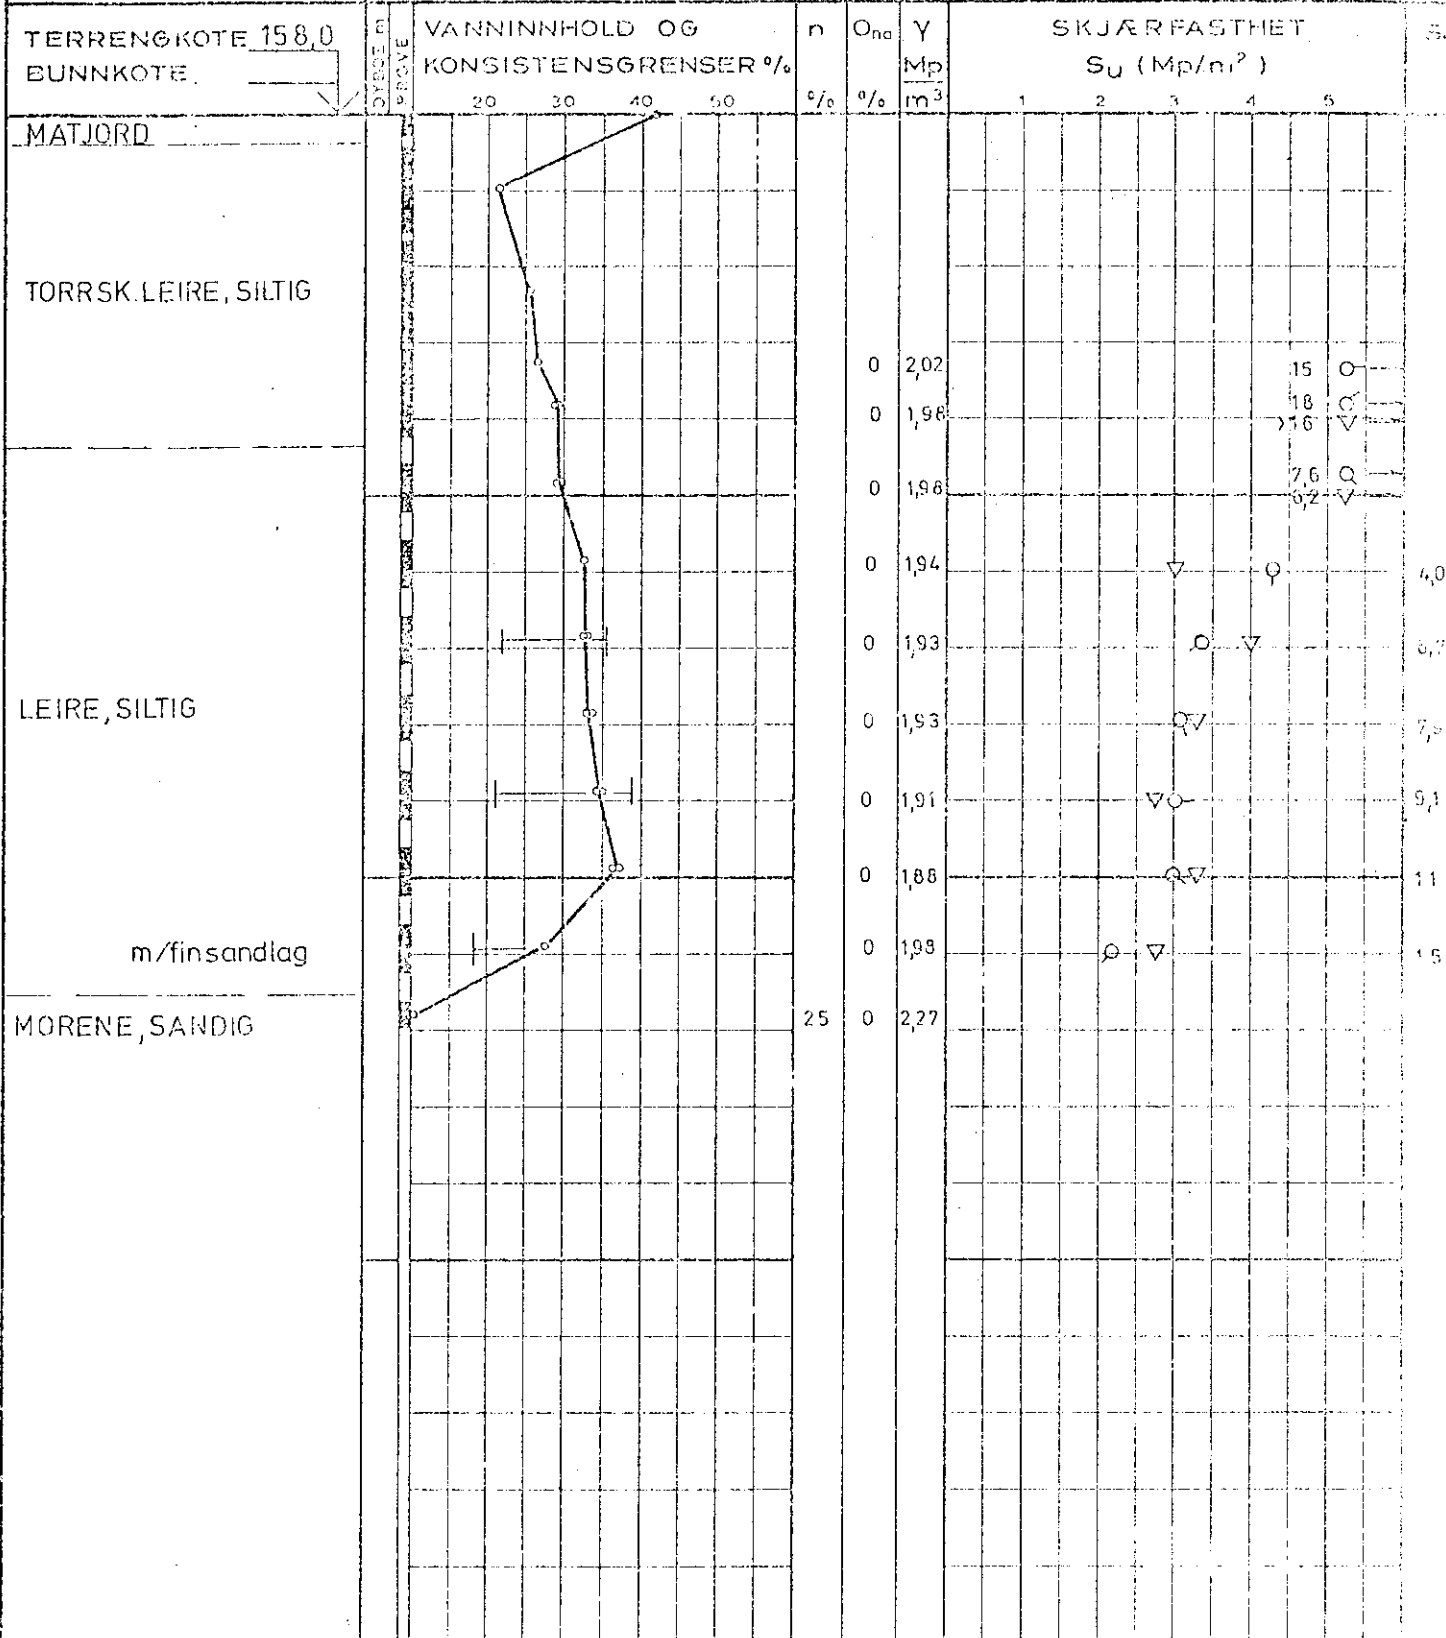 TERRENGKOTE 158,0
BUNNKOTE
PRØVE
VANNINNHOLD OG
KONSISTENSGRENSER %
20 30 40 50
n
%
Ona
%
γ
Mp
m³
SKJÆRFASTHET
Su (Mp/m²)
1 2 3 4 5
MATJORD
TORRSK. LEIRE, SILTIG
0 2,02 15
0 1,98 18
>16
0 1,96 7,6
0 1,94 4,0
0 1,93
LEIRE, SILTIG
0 1,93
0 1,91 9,1
0 1,88 11
m/finsandlag
0 1,98 15
MORENE, SANDIG
25 0 2,27